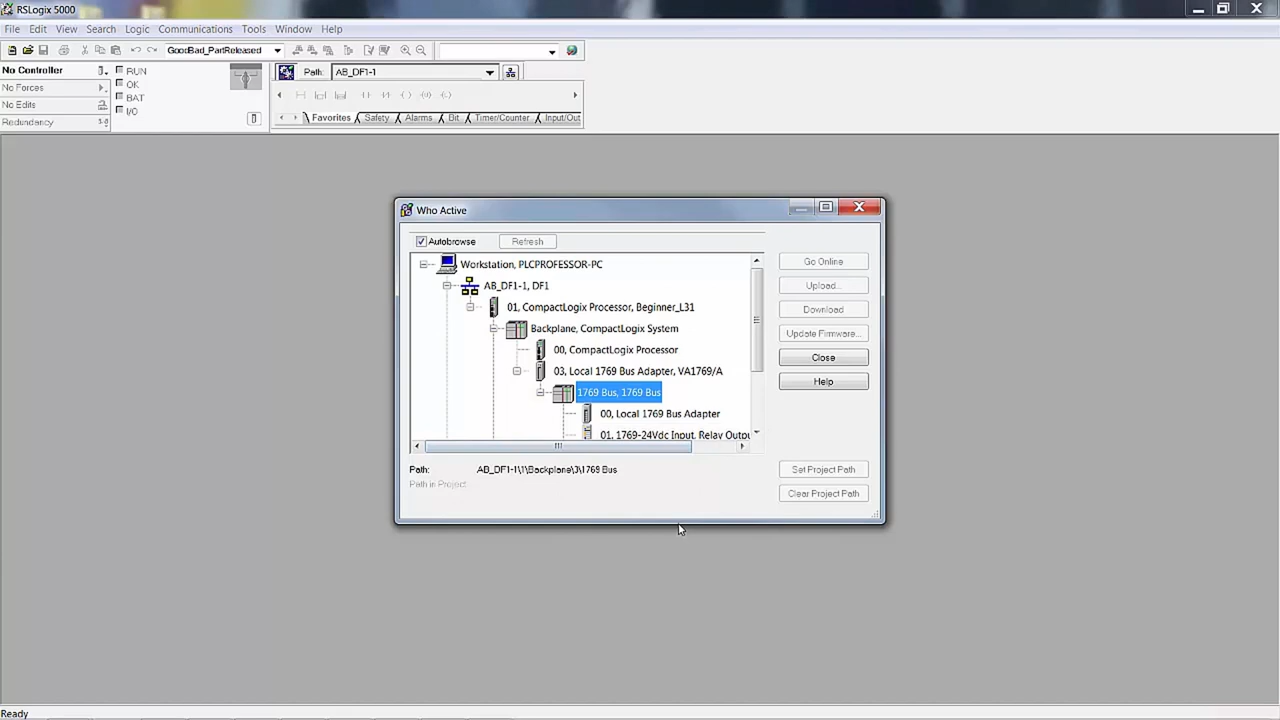 RSLogix 5000
File Edit View Search Logic Communications Tools Window Help
GoodBad_PartReleased
No Controller
RUN
Path: AB_DF1-1
No Forces
OK
No Edits
BAT
Redundancy
I/O
Favorites Safety Alarms Bit Timer/Counter Input/Out
Who Active
Autobrowse Refresh
Workstation, PLCPROFESSOR-PC
AB_DF1-1, DF1
01, CompactLogix Processor, Beginner_L31
Backplane, CompactLogix System
00, CompactLogix Processor
03, Local 1769 Bus Adapter, VA1769/A
1769 Bus, 1769 Bus
00, Local 1769 Bus Adapter
01, 1769-24Vdc Input, Relay Outpu
Go Online
Upload...
Download
Update Firmware...
Close
Help
Path: AB_DF1-1\1\Backplane\3\1769 Bus
Path in Project
Set Project Path
Clear Project Path
Ready